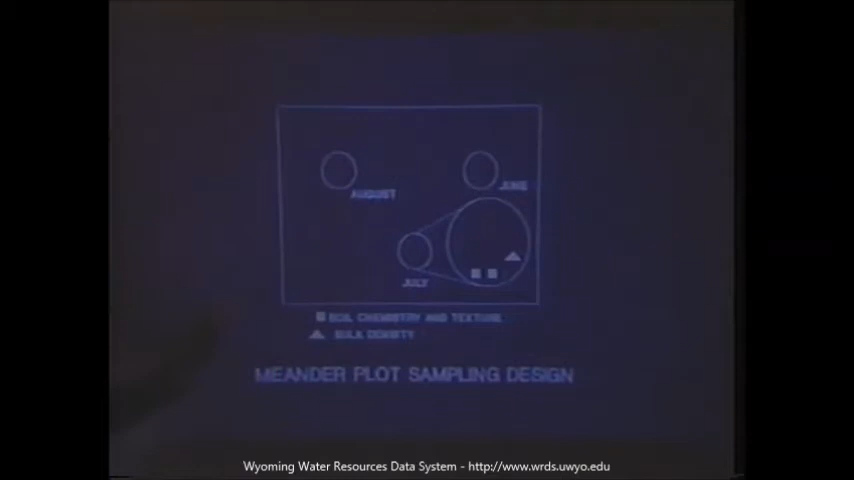 AUGUST
JUNE
JULY
SOIL CHEMISTRY AND TEXTURE
BULK DENSITY
MEANDER PLOT SAMPLING DESIGN
Wyoming Water Resources Data System - http://www.wrds.uwyo.edu